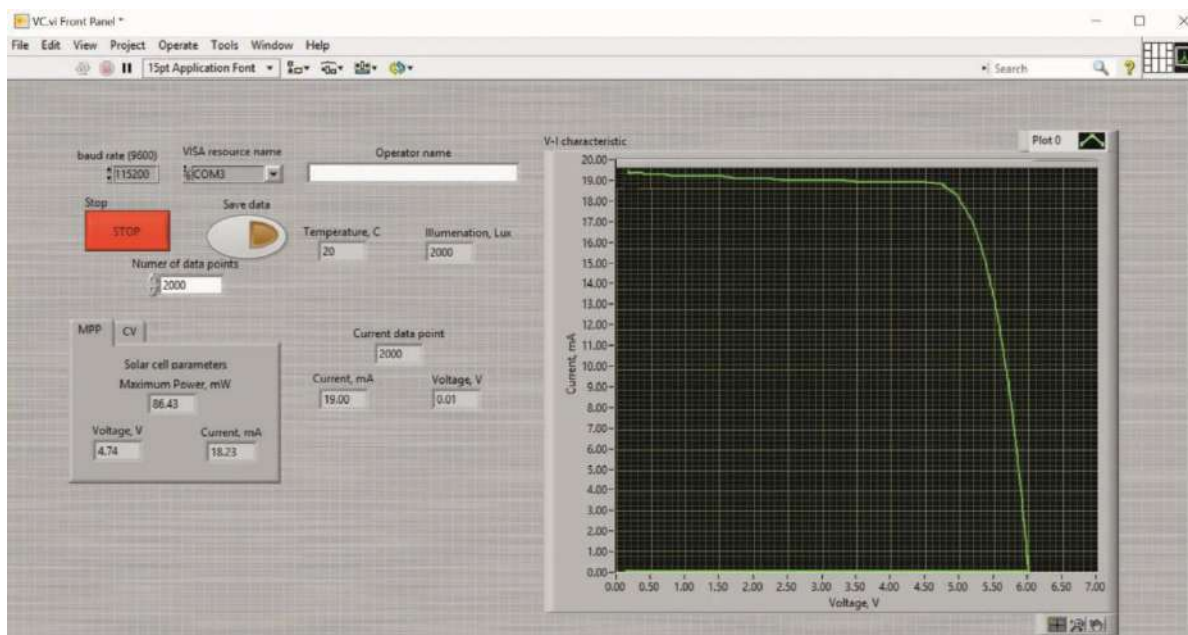 VC.vi Front Panel *
File Edit View Project Operate Tools Window Help
15pt Application Font
Search
baud rate (9600)
VISA resource name
Operator name
115200
COM3
Stop
Save data
STOP
Temperature, C
Illumenation, Lux
20
2000
Numer of data points
2000
MPP
CV
Solar cell parameters
Maximum Power, mW
86.43
Voltage, V
Current, mA
4.74
18.23
Current data point
2000
Current, mA
Voltage, V
19.00
0.01
V-I characteristic
Plot 0
20.00
19.00
18.00
17.00
16.00
15.00
14.00
13.00
12.00
11.00
10.00
9.00
8.00
7.00
6.00
5.00
4.00
3.00
2.00
1.00
0.00
Current, mA
0.00 0.50 1.00 1.50 2.00 2.50 3.00 3.50 4.00 4.50 5.00 5.50 6.00 6.50 7.00
Voltage, V